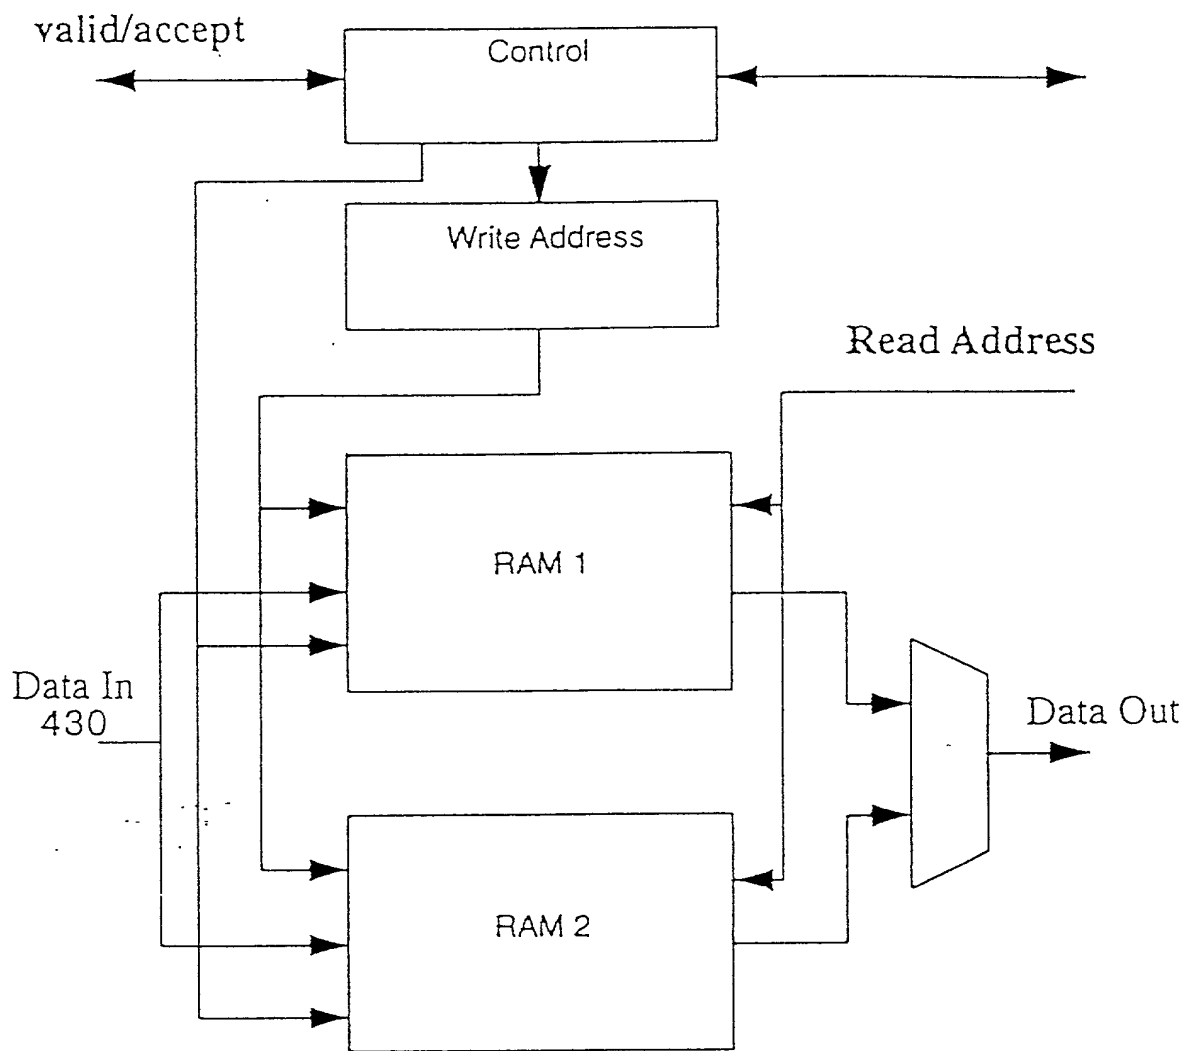 valid/accept
Control
Write Address
Read Address
RAM 1
Data In
430
Data Out
RAM 2